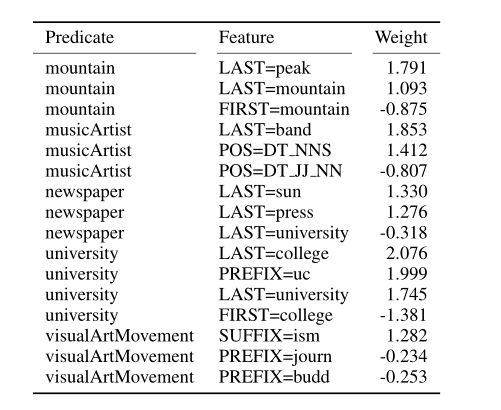 Predicate Feature Weight
mountain LAST=peak 1.791
mountain LAST=mountain 1.093
mountain FIRST=mountain -0.875
musicArtist LAST=band 1.853
musicArtist POS=DT_NNS 1.412
musicArtist POS=DT_JJ_NN -0.807
newspaper LAST=sun 1.330
newspaper LAST=press 1.276
newspaper LAST=university -0.318
university LAST=college 2.076
university PREFIX=uc 1.999
university LAST=university 1.745
university FIRST=college -1.381
visualArtMovement SUFFIX=ism 1.282
visualArtMovement PREFIX=journ -0.234
visualArtMovement PREFIX=budd -0.253